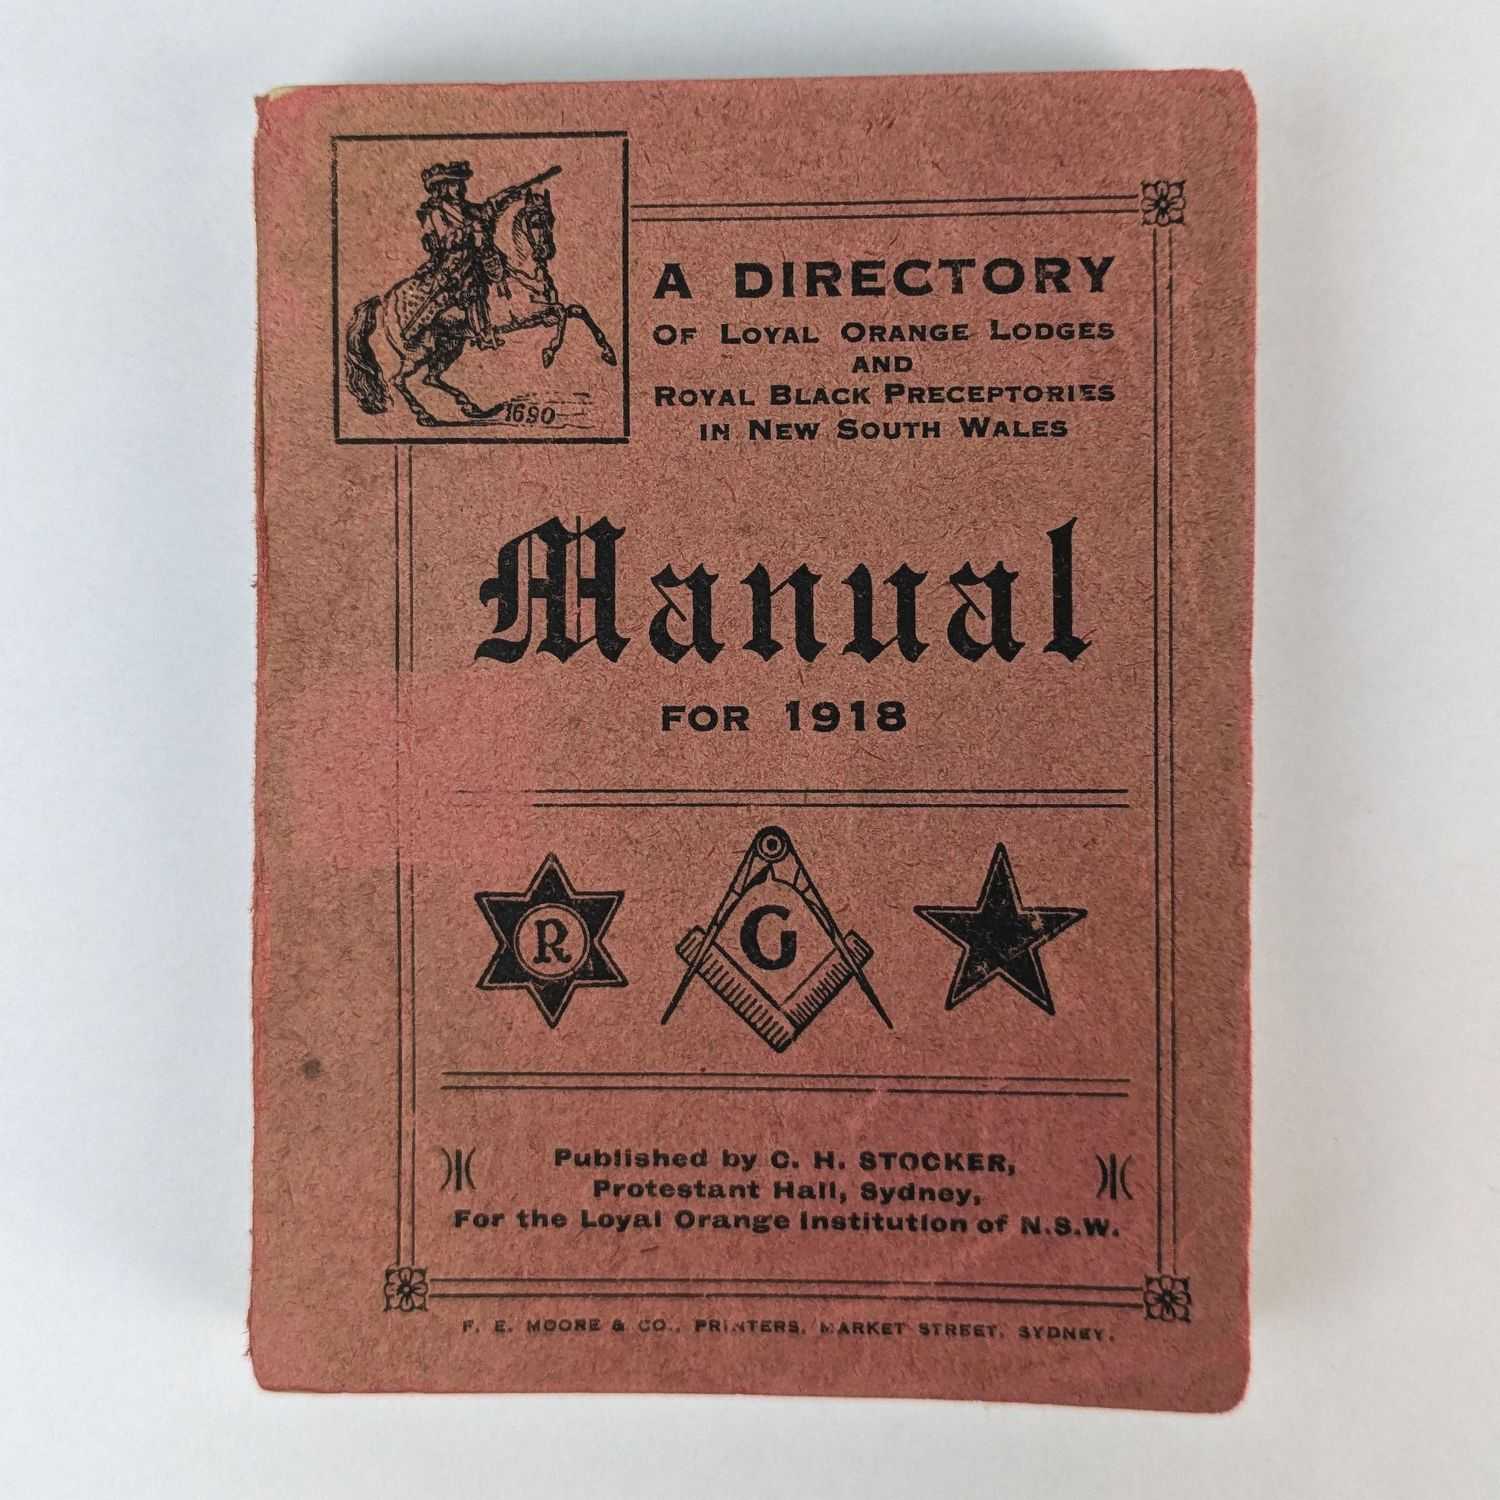 1690
A DIRECTORY
OF LOYAL ORANGE LODGES
AND
ROYAL BLACK PRECEPTORIES
IN NEW SOUTH WALES
Manual
FOR 1918
R
G
Published by C. H. STOCKER,
Protestant Hall, Sydney,
For the Loyal Orange Institution of N.S.W.
F. E. MOORE & CO., PRINTERS, MARKET STREET, SYDNEY.